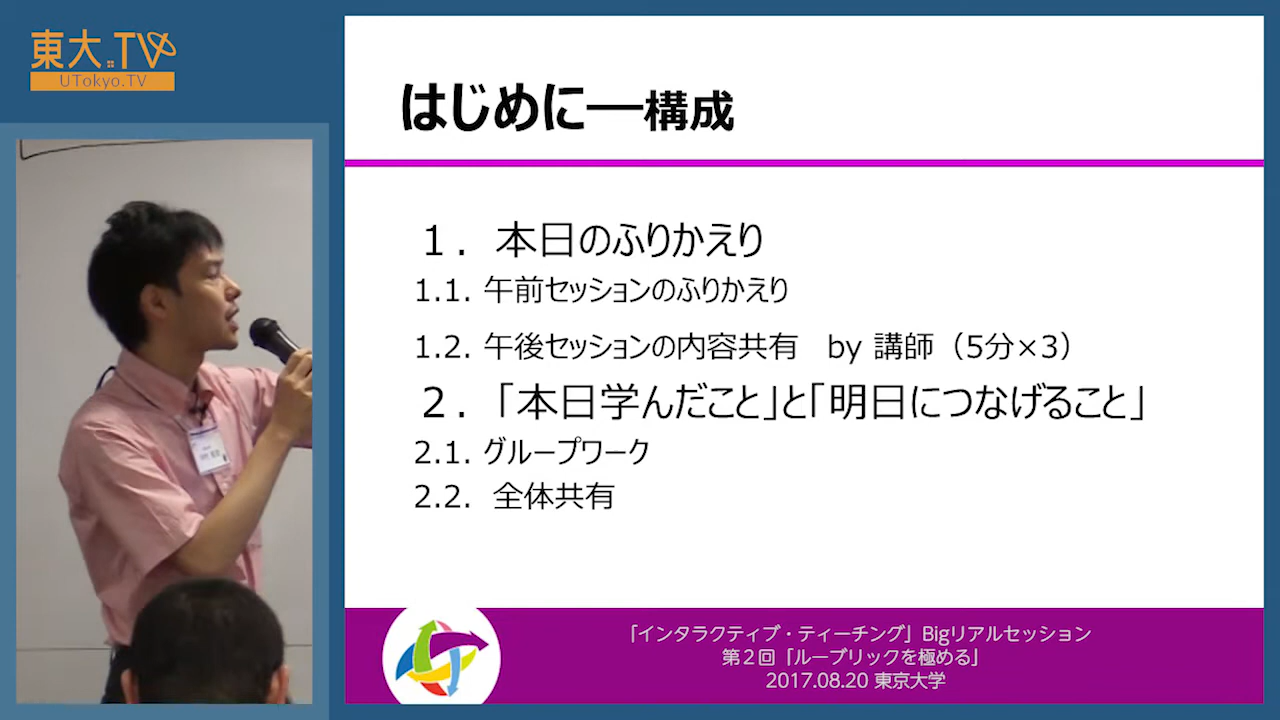 東大.TV
UTokyo.TV
はじめに―構成
１．本日のふりかえり
1.1. 午前セッションのふりかえり
1.2. 午後セッションの内容共有　by 講師（5分×3）
２．「本日学んだこと」と「明日につなげること」
2.1. グループワーク
2.2. 全体共有
「インタラクティブ・ティーチング」Bigリアルセッション
第２回「ルーブリックを極める」
2017.08.20 東京大学